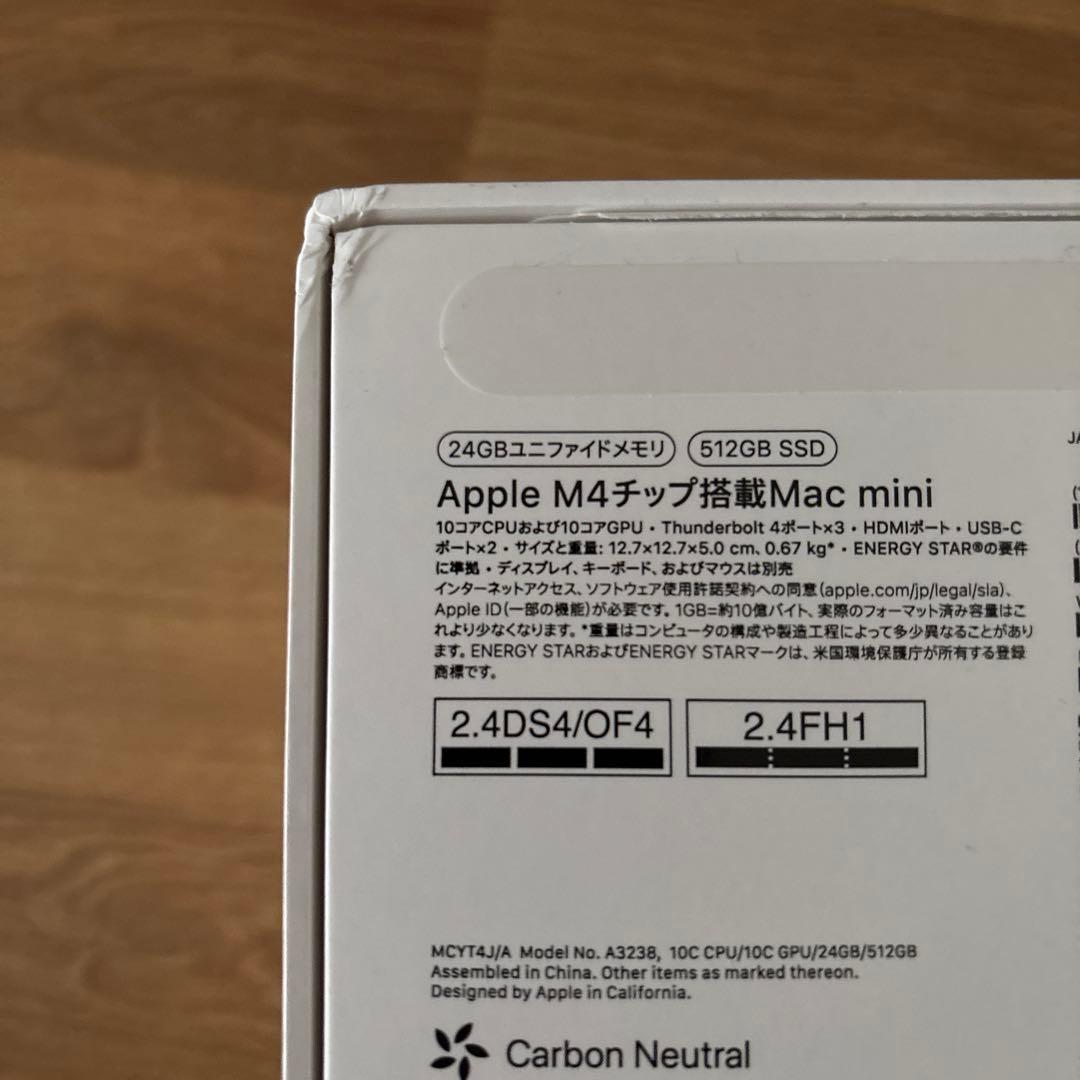 24GBユニファイドメモリ 512GB SSD
Apple M4チップ搭載Mac mini
10コアCPUおよび10コアGPU・Thunderbolt 4ポート×3・HDMIポート・USB-C
ポート×2・サイズと重量: 12.7×12.7×5.0 cm、0.67 kg*・ENERGY STAR®の要件
に準拠・ディスプレイ、キーボード、およびマウスは別売
インターネットアクセス、ソフトウェア使用許諾契約への同意(apple.com/jp/legal/sla)、
Apple ID(一部の機能)が必要です。1GB=約10億バイト、実際のフォーマット済み容量はこ
れより少なくなります。*重量はコンピュータの構成や製造工程によって多少異なることがあり
ます。ENERGY STARおよびENERGY STARマークは、米国環境保護庁が所有する登録
商標です。
2.4DS4/OF4 2.4FH1
MCYT4J/A Model No. A3238, 10C CPU/10C GPU/24GB/512GB
Assembled in China. Other items as marked thereon.
Designed by Apple in California.
Carbon Neutral